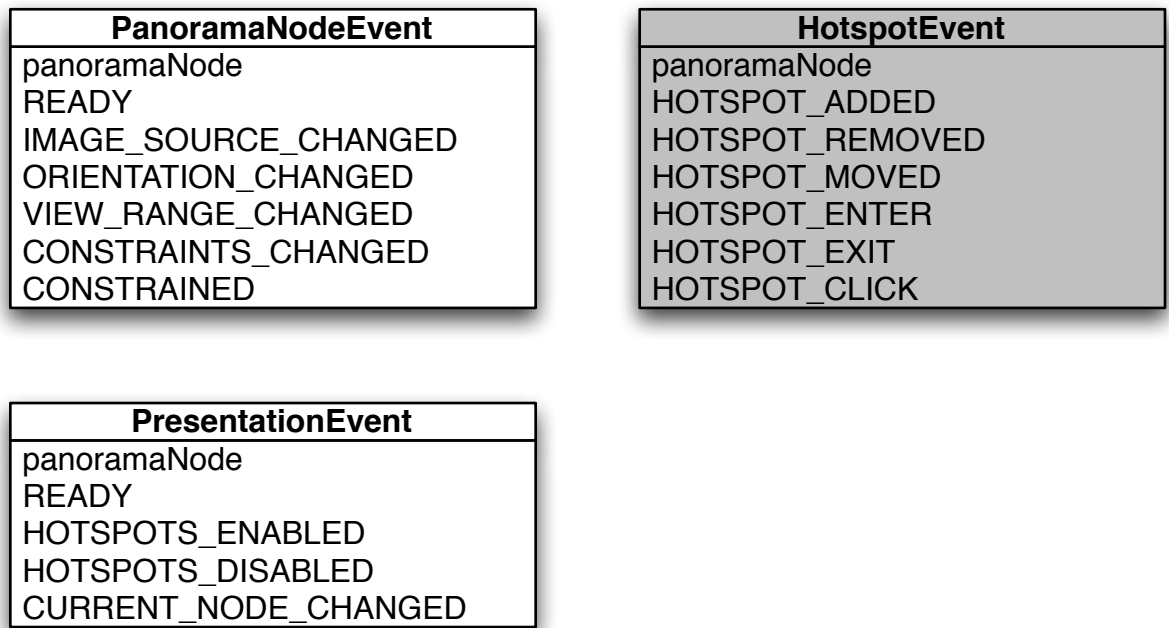 PanoramaNodeEvent
panoramaNode
READY
IMAGE_SOURCE_CHANGED
ORIENTATION_CHANGED
VIEW_RANGE_CHANGED
CONSTRAINTS_CHANGED
CONSTRAINED
HotspotEvent
panoramaNode
HOTSPOT_ADDED
HOTSPOT_REMOVED
HOTSPOT_MOVED
HOTSPOT_ENTER
HOTSPOT_EXIT
HOTSPOT_CLICK
PresentationEvent
panoramaNode
READY
HOTSPOTS_ENABLED
HOTSPOTS_DISABLED
CURRENT_NODE_CHANGED